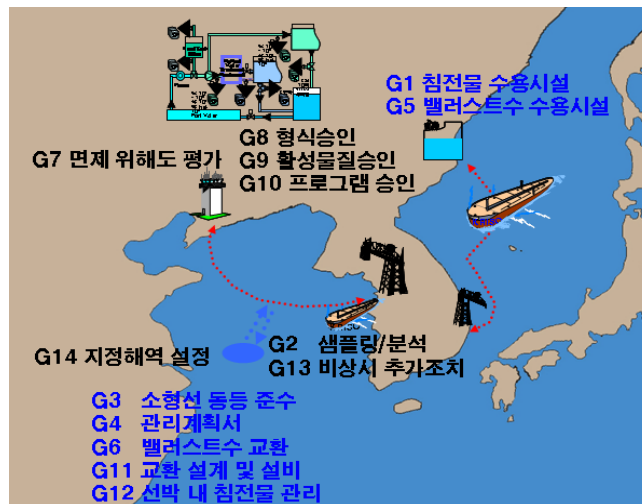 G1 침전물 수용시설
G5 밸러스트수 수용시설
G8 형식승인
G7 면제 위해도 평가
G9 활성물질승인
G10 프로그램 승인
G14 지정해역 설정
G2 샘플링/분석
G13 비상시 추가조치
G3 소형선 동등 준수
G4 관리계획서
G6 밸러스트수 교환
G11 교환 설계 및 설비
G12 선박 내 침전물 관리